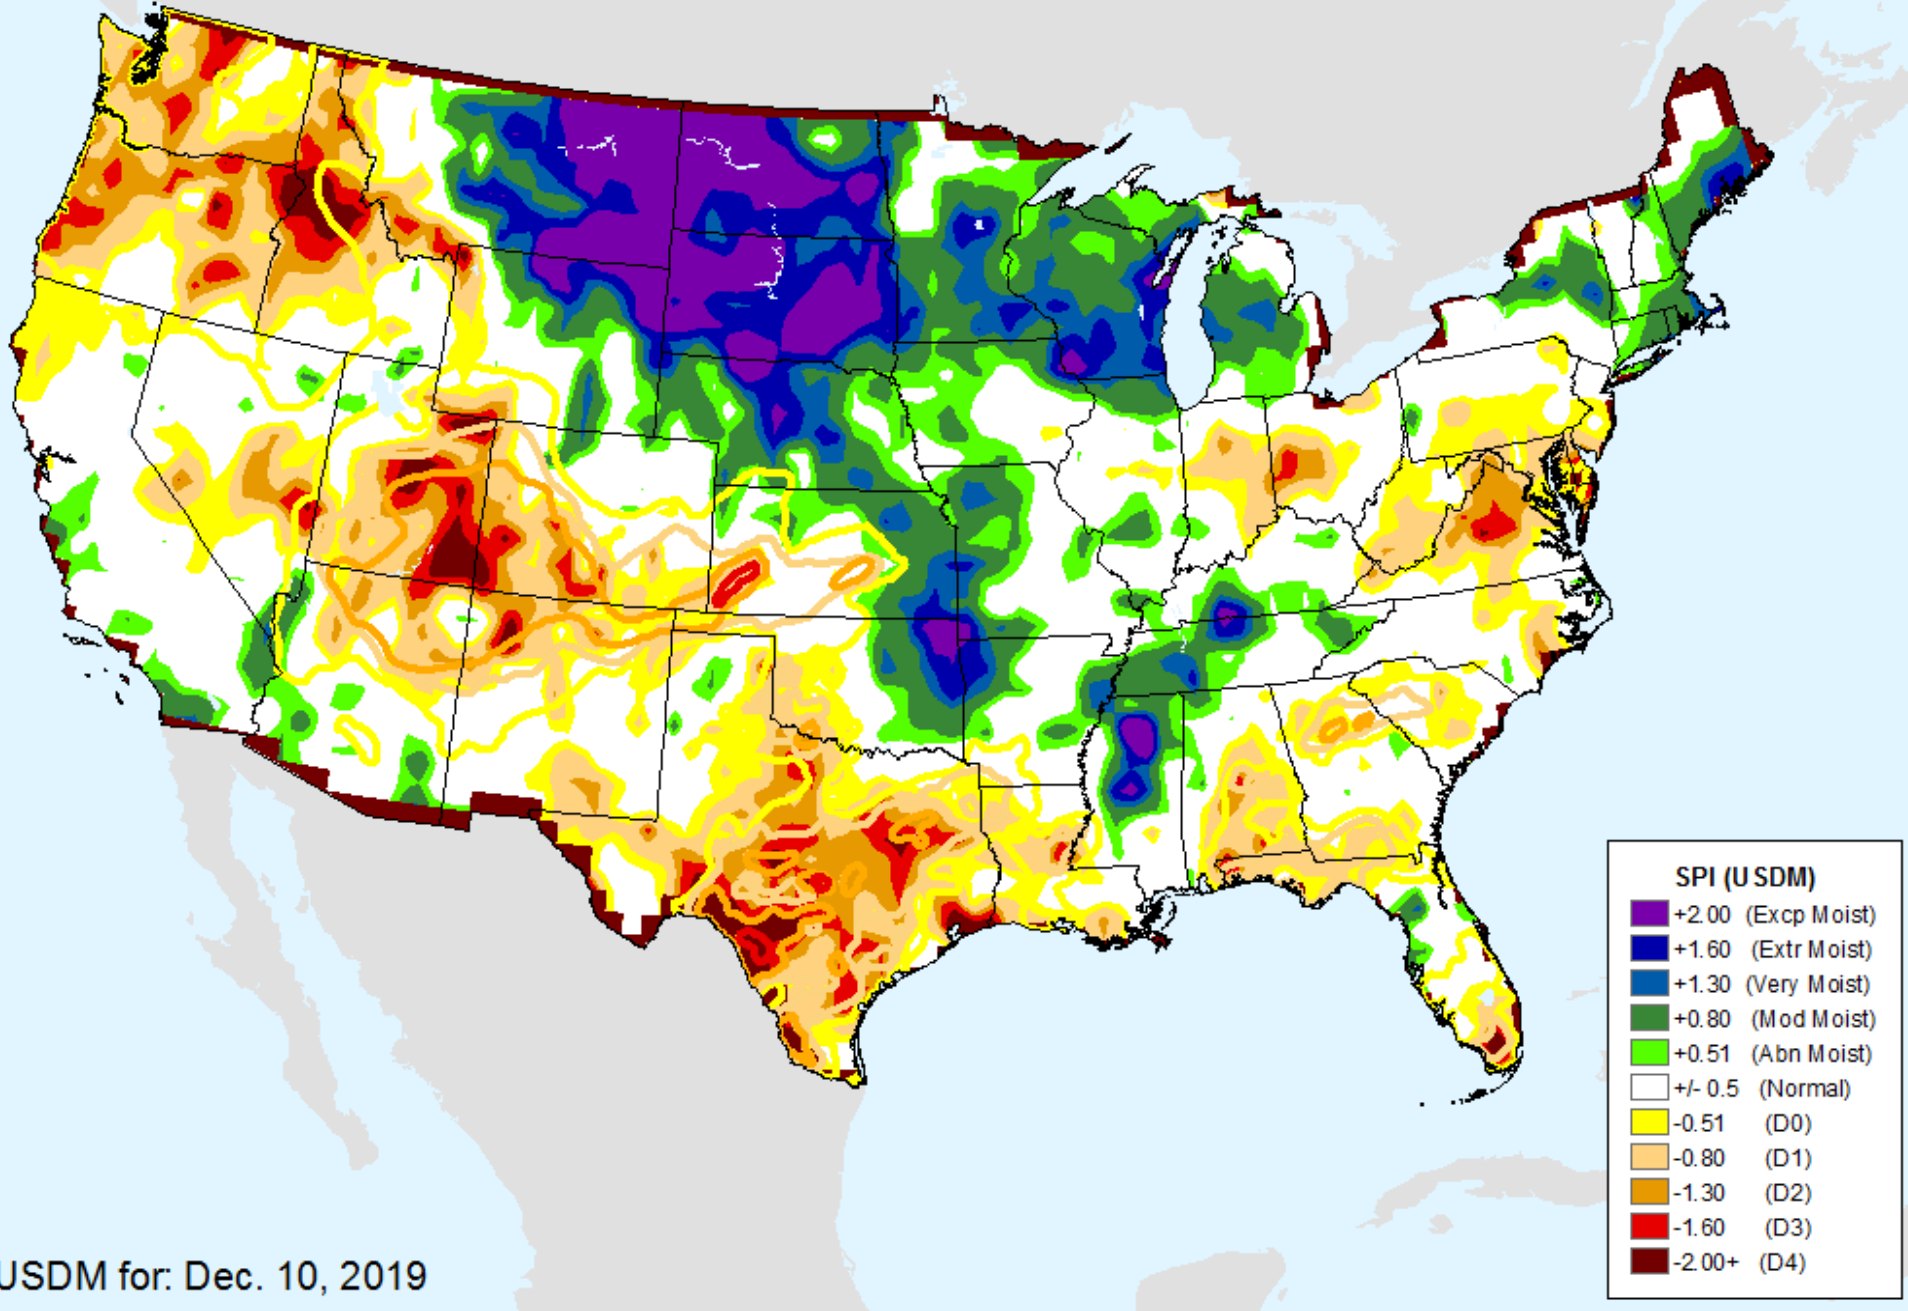 SPI (USDM)
+2.00 (Excp Moist)
+1.60 (Extr Moist)
+1.30 (Very Moist)
+0.80 (Mod Moist)
+0.51 (Abn Moist)
+/- 0.5 (Normal)
-0.51 (D0)
-0.80 (D1)
-1.30 (D2)
-1.60 (D3)
-2.00+ (D4)
USDM for: Dec. 10, 2019